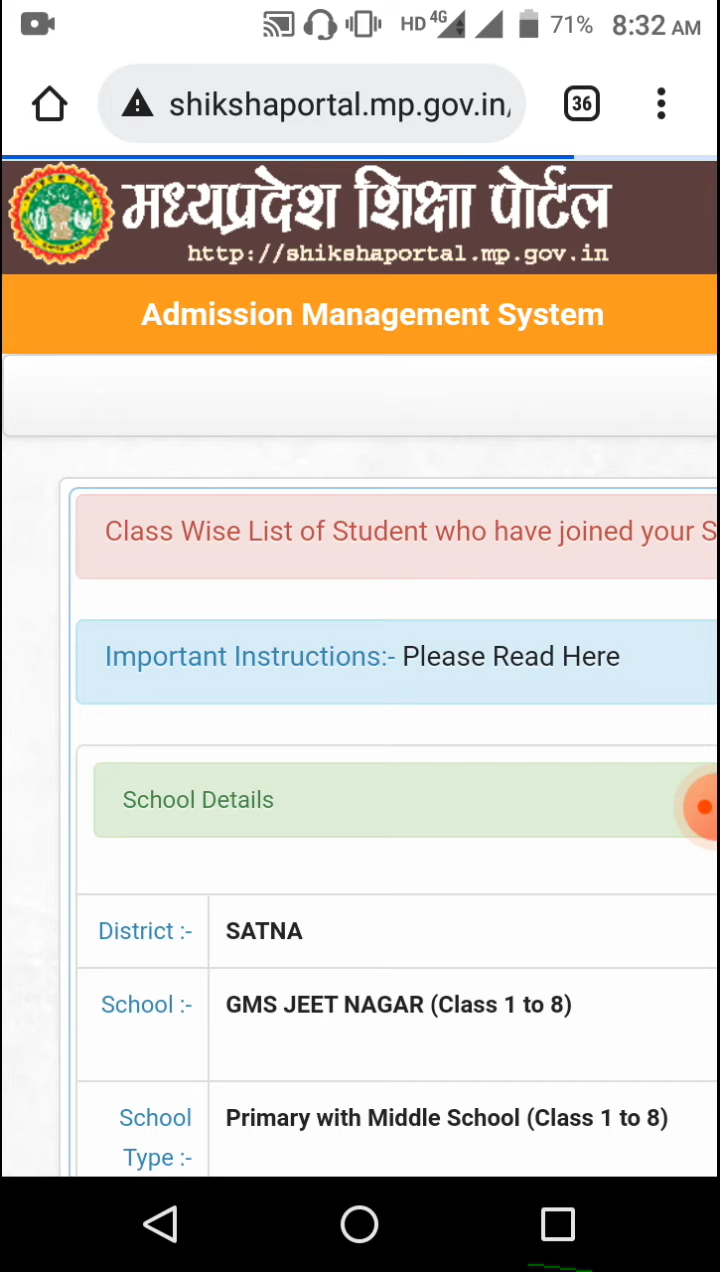 HD 4G 71% 8:32 AM
shikshaportal.mp.gov.in, 36
मध्यप्रदेश शिक्षा पोर्टल
http://shikshaportal.mp.gov.in
Admission Management System
Class Wise List of Student who have joined your S
Important Instructions:- Please Read Here
School Details
District :- SATNA
School :- GMS JEET NAGAR (Class 1 to 8)
School Primary with Middle School (Class 1 to 8)
Type :-